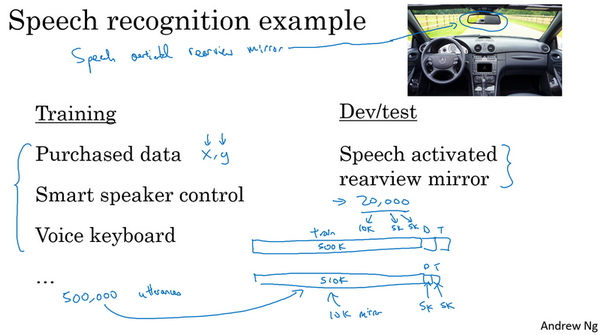 Speech recognition example
Speech activated rearview mirror
Training
Purchased data x, y
Smart speaker control
Voice keyboard
...
500,000 utterances
Dev/test
Speech activated
rearview mirror
→ 20,000
10K 5K 5K
train D T
500K
D T
510K
10K mirror
5K 5K
Andrew Ng